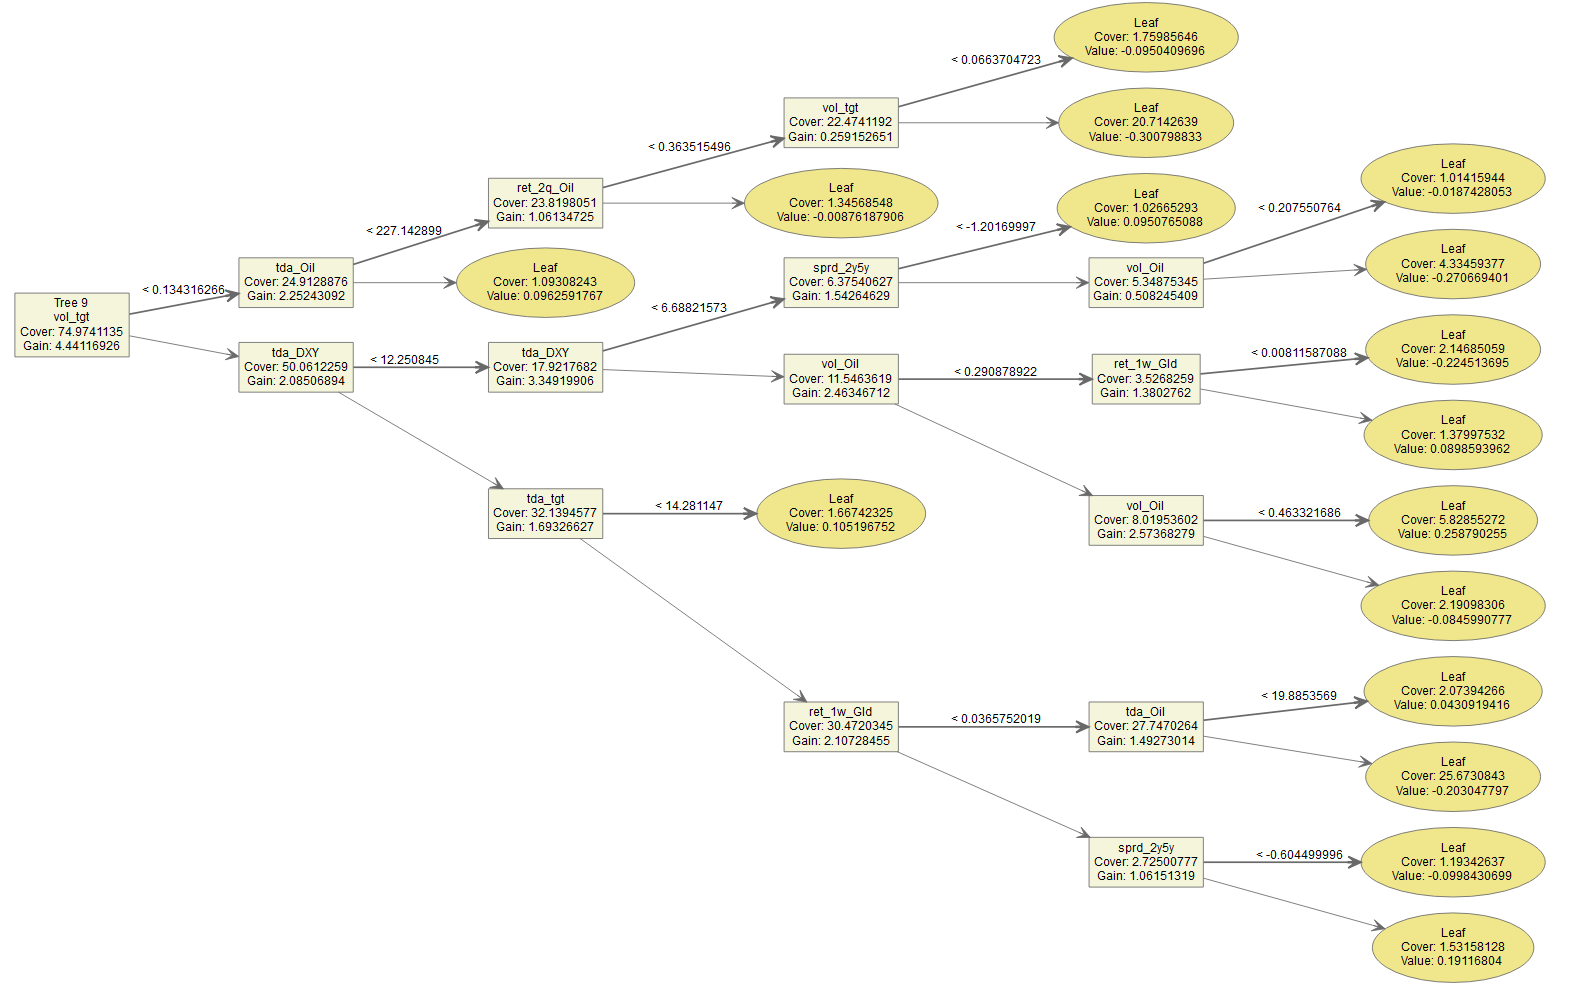 Tree 9
vol_tgt
Cover: 74.9741135
Gain: 4.44116926
< 0.134316266
tda_Oil
Cover: 24.9128876
Gain: 2.25243092
tda_DXY
Cover: 50.0612259
Gain: 2.08506894
< 227.142899
< 12.250845
ret_2q_Oil
Cover: 23.8198051
Gain: 1.06134725
Leaf
Cover: 1.09308243
Value: 0.0962591767
tda_DXY
Cover: 17.9217682
Gain: 3.34919906
tda_tgt
Cover: 32.1394577
Gain: 1.69326627
< 0.363515496
< 6.68821573
< 14.281147
vol_tgt
Cover: 22.4741192
Gain: 0.259152651
Leaf
Cover: 1.34568548
Value: -0.00876187906
sprd_2y5y
Cover: 6.37540627
Gain: 1.54264629
vol_Oil
Cover: 11.5463619
Gain: 2.46346712
Leaf
Cover: 1.66742325
Value: 0.105196752
ret_1w_Gld
Cover: 30.4720345
Gain: 2.10728455
< 0.0663704723
< -1.20169997
< 0.290878922
< 0.0365752019
Leaf
Cover: 1.75985646
Value: -0.0950409696
Leaf
Cover: 20.7142639
Value: -0.300798833
Leaf
Cover: 1.02665293
Value: 0.0950765088
vol_Oil
Cover: 5.34875345
Gain: 0.508245409
ret_1w_Gld
Cover: 3.5268259
Gain: 1.3802762
vol_Oil
Cover: 8.01953602
Gain: 2.57368279
tda_Oil
Cover: 27.7470264
Gain: 1.49273014
sprd_2y5y
Cover: 2.72500777
Gain: 1.06151319
< 0.207550764
< 0.00811587088
< 0.463321686
< 19.8853569
< -0.604499996
Leaf
Cover: 1.01415944
Value: -0.0187428053
Leaf
Cover: 4.33459377
Value: -0.270669401
Leaf
Cover: 2.14685059
Value: -0.224513695
Leaf
Cover: 1.37997532
Value: 0.0898593962
Leaf
Cover: 5.82855272
Value: 0.258790255
Leaf
Cover: 2.19098306
Value: -0.0845990777
Leaf
Cover: 2.07394266
Value: 0.0430919416
Leaf
Cover: 25.6730843
Value: -0.203047797
Leaf
Cover: 1.19342637
Value: -0.0998430699
Leaf
Cover: 1.53158128
Value: 0.19116804